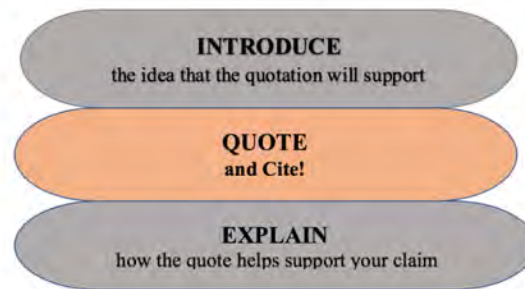 INTRODUCE
the idea that the quotation will support
QUOTE
and Cite!
EXPLAIN
how the quote helps support your claim